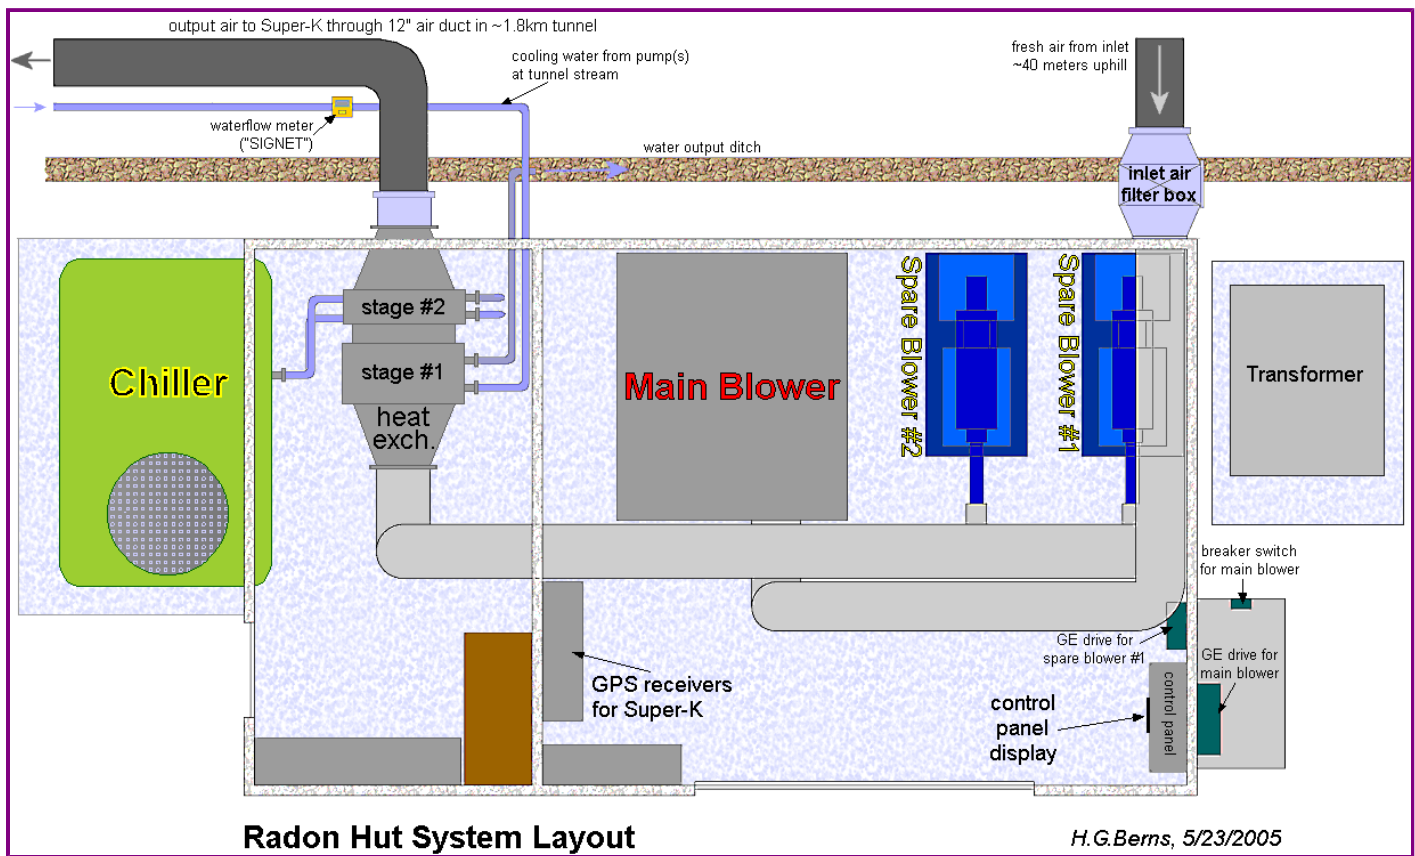 output air to Super-K through 12" air duct in ~1.8km tunnel
cooling water from pump(s)
at tunnel stream
fresh air from inlet
~40 meters uphill
waterflow meter
("SIGNET")
water output ditch
inlet air
filter box
stage #2
stage #1
heat
exch.
Chiller
Main Blower
Spare Blower #2
Spare Blower #1
Transformer
breaker switch
for main blower
GE drive for
spare blower #1
GE drive for
main blower
GPS receivers
for Super-K
control
panel
display
control panel
Radon Hut System Layout
H.G.Berns, 5/23/2005